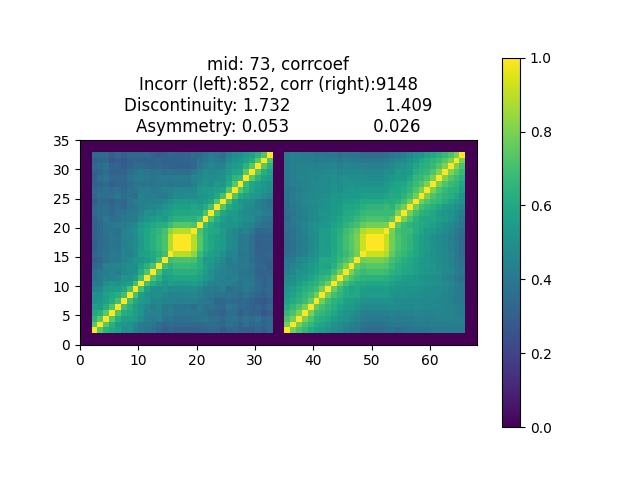 mid: 73, corrcoef
Incorr (left):852, corr (right):9148
Discontinuity: 1.732 1.409
Asymmetry: 0.053 0.026
35
30
25
20
15
10
5
0
0 10 20 30 40 50 60
1.0
0.8
0.6
0.4
0.2
0.0